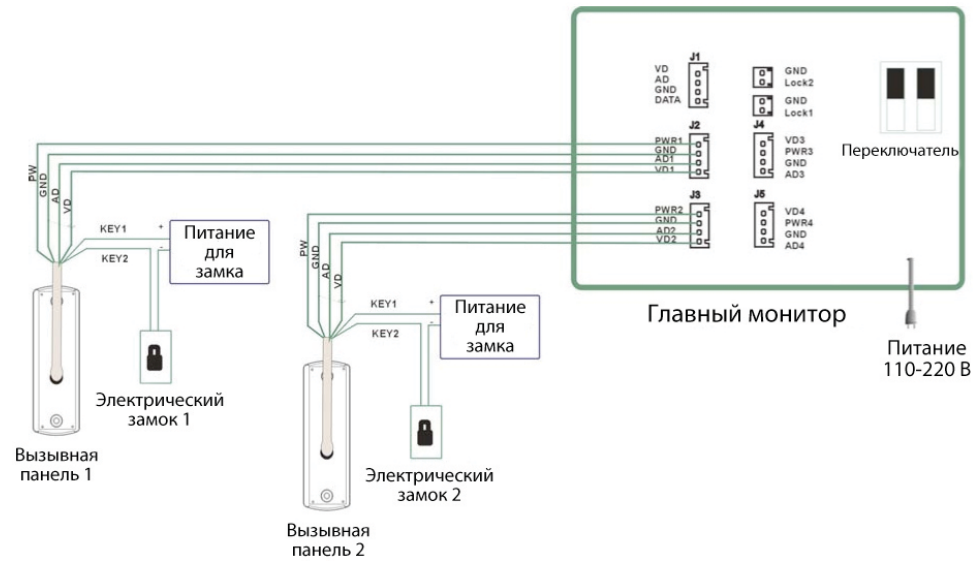 J1
VD
AD
GND
DATA
GND
Lock2
GND
Lock1
J2
PWR1
GND
AD1
VD1
J4
VD3
PWR3
GND
AD3
J3
PWR2
GND
AD2
VD2
J5
VD4
PWR4
GND
AD4
Переключатель
Главный монитор
Питание
110-220 В
PW
GND
AD
VD
KEY1
KEY2
+
-
Питание
для
замка
Электрический
замок 1
Вызывная
панель 1
PW
GND
AD
VD
KEY1
KEY2
+
-
Питание
для
замка
Электрический
замок 2
Вызывная
панель 2